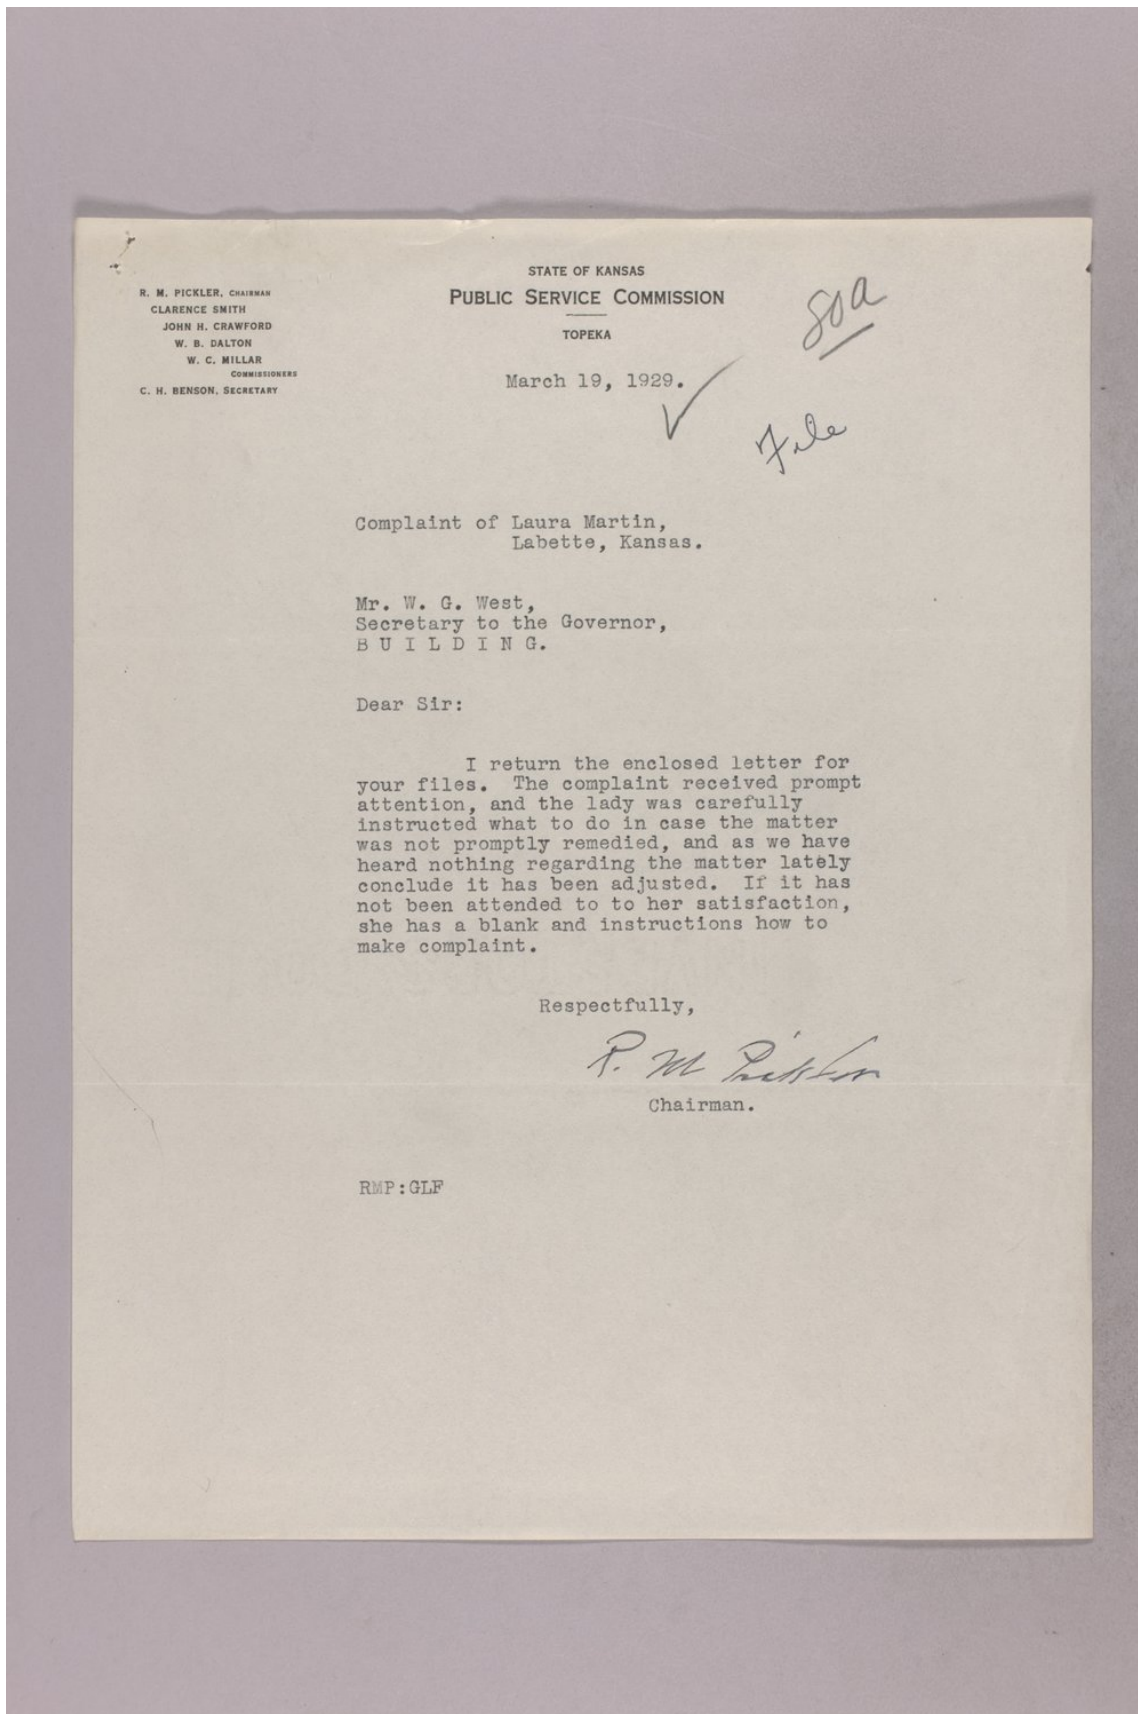 STATE OF KANSAS
PUBLIC SERVICE COMMISSION
TOPEKA
R. M. PICKLER, CHAIRMAN
CLARENCE SMITH
JOHN H. CRAWFORD
W. B. DALTON
W. C. MILLAR
COMMISSIONERS
C. H. BENSON, SECRETARY
80a
March 19, 1929.
File
Complaint of Laura Martin,
Labette, Kansas.
Mr. W. G. West,
Secretary to the Governor,
B U I L D I N G.
Dear Sir:
I return the enclosed letter for
your files. The complaint received prompt
attention, and the lady was carefully
instructed what to do in case the matter
was not promptly remedied, and as we have
heard nothing regarding the matter lately
conclude it has been adjusted. If it has
not been attended to to her satisfaction,
she has a blank and instructions how to
make complaint.
Respectfully,
R. M. Pickler
Chairman.
RMP:GLF